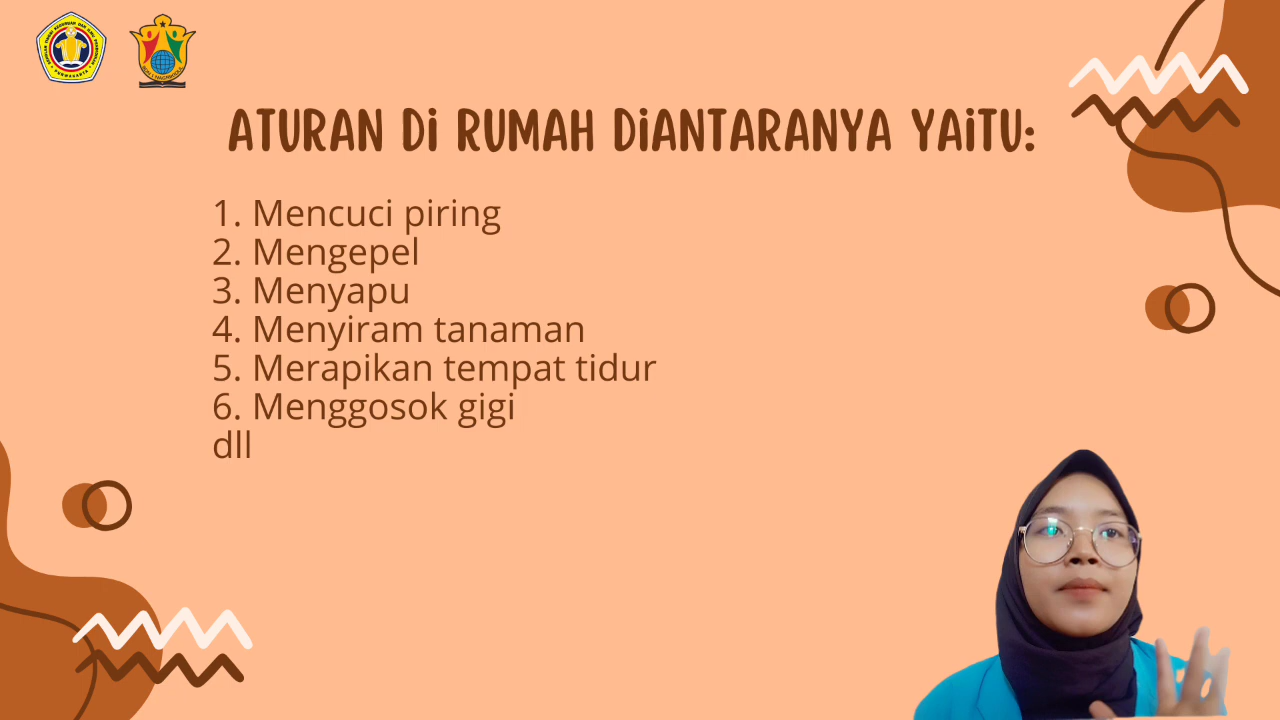 ATURAN Di RUMAH DiANTARANYA YAiTU:
1. Mencuci piring
2. Mengepel
3. Menyapu
4. Menyiram tanaman
5. Merapikan tempat tidur
6. Menggosok gigi
dll
PURWAKARTA